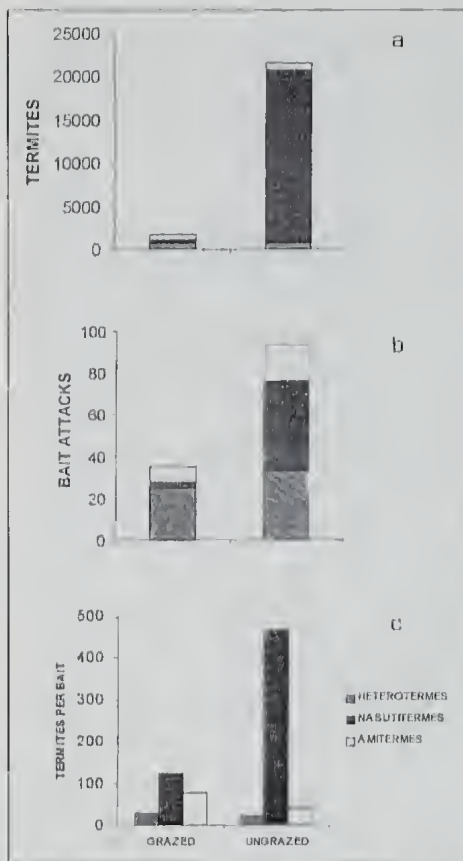 a
25000
20000
15000
10000
5000
0
TERMITES
b
100
80
60
40
20
0
BAIT ATTACKS
c
500
400
300
200
100
0
TERMITES PER BAIT
HETEROTERMES
NASUTITERMES
AMITERMES
GRAZED UNGRAZED